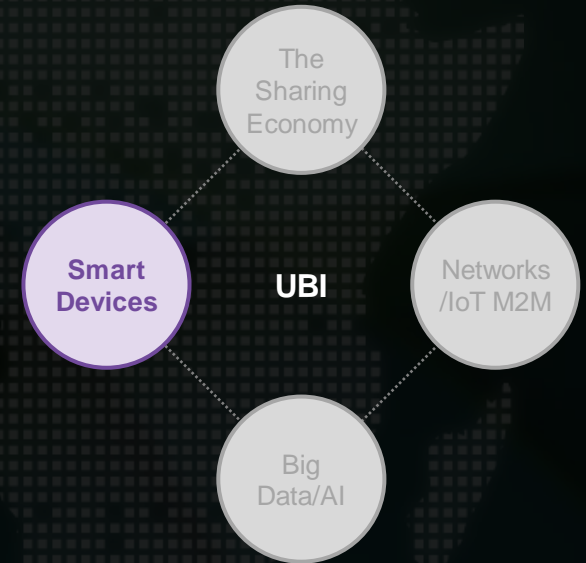 The
Sharing
Economy
Smart
Devices
UBI
Networks
/IoT M2M
Big
Data/AI